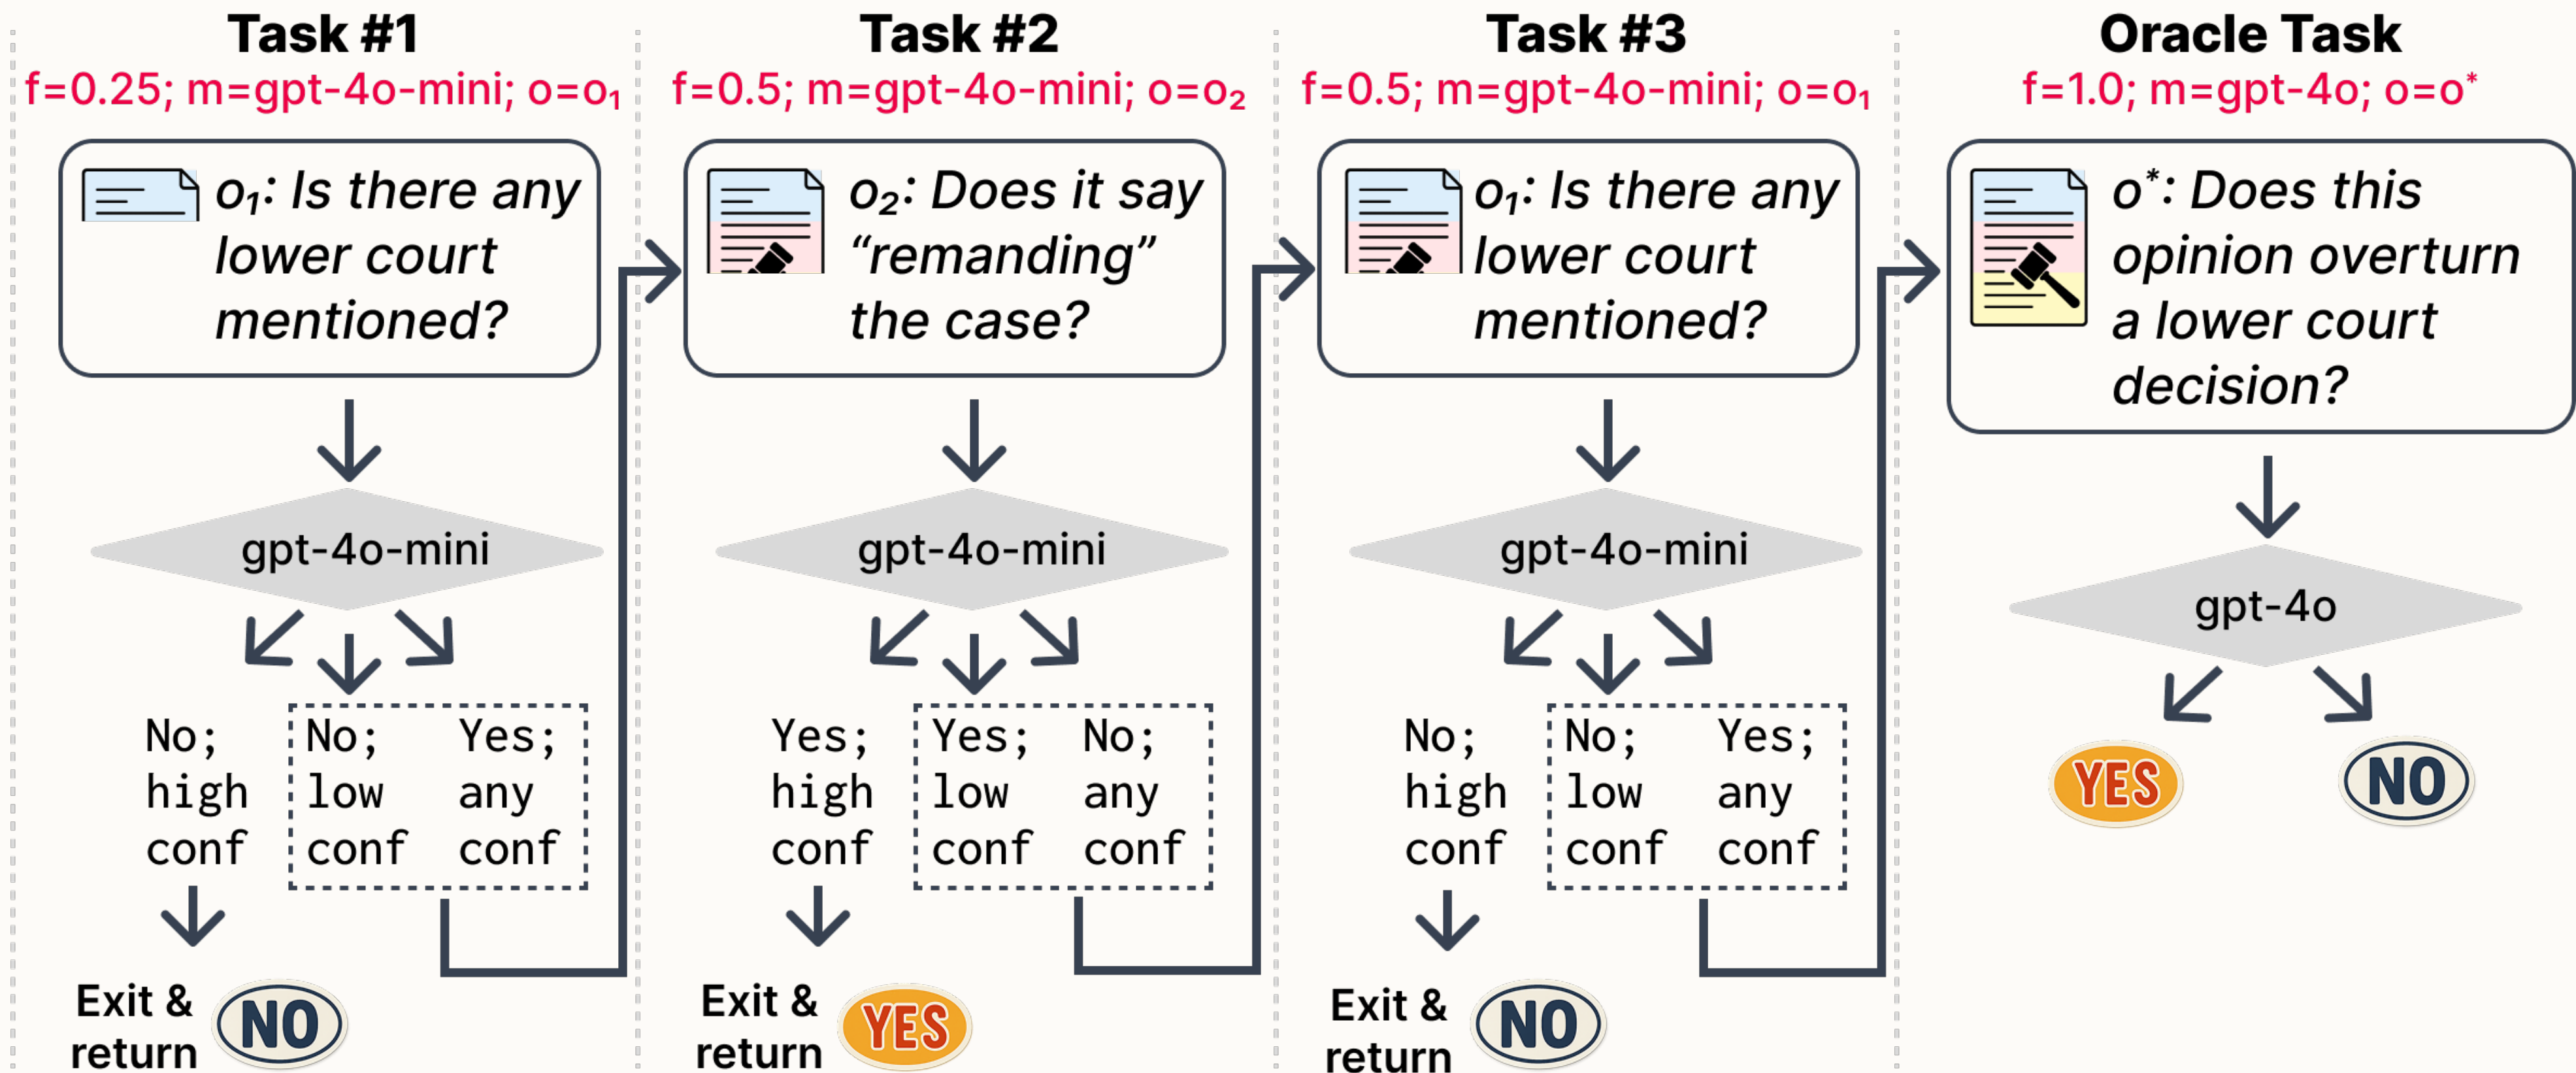 Task #1
f=0.25; m=gpt-4o-mini; o=o₁
o₁: Is there any
lower court
mentioned?
gpt-4o-mini
No; high conf
No; low conf
Yes; any conf
Exit &
return
NO
Task #2
f=0.5; m=gpt-4o-mini; o=o₂
o₂: Does it say
“remanding”
the case?
gpt-4o-mini
Yes; high conf
Yes; low conf
No; any conf
Exit &
return
YES
Task #3
f=0.5; m=gpt-4o-mini; o=o₁
o₁: Is there any
lower court
mentioned?
gpt-4o-mini
No; high conf
No; low conf
Yes; any conf
Exit &
return
NO
Oracle Task
f=1.0; m=gpt-4o; o=o*
o*: Does this
opinion overturn
a lower court
decision?
gpt-4o
YES
NO